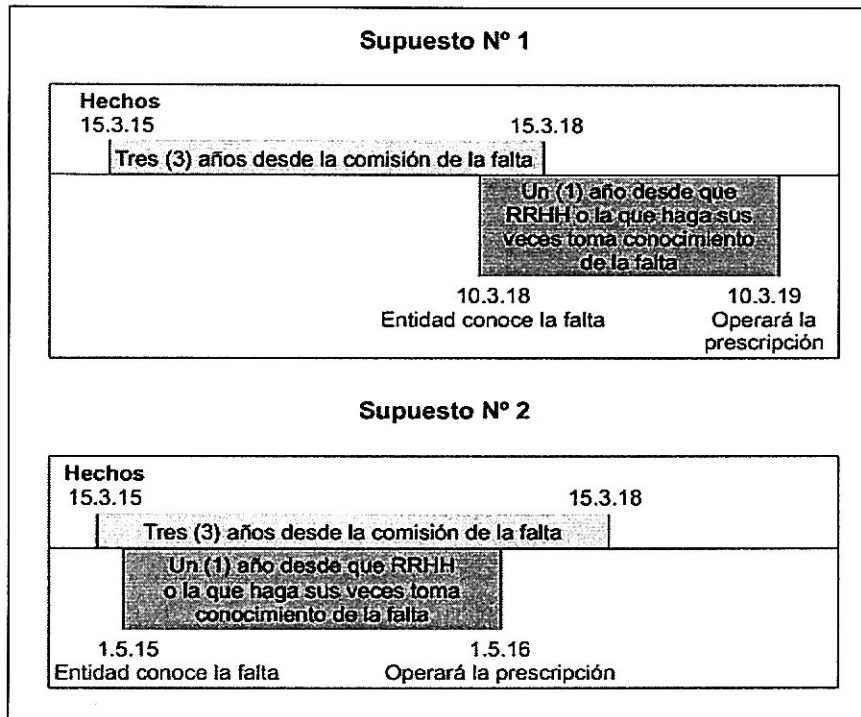 Supuesto Nº 1
Hechos
15.3.15 15.3.18
Tres (3) años desde la comisión de la falta
Un (1) año desde que
RRHH o la que haga sus
veces toma conocimiento
de la falta
10.3.18 10.3.19
Entidad conoce la falta Operará la
prescripción
Supuesto Nº 2
Hechos
15.3.15 15.3.18
Tres (3) años desde la comisión de la falta
Un (1) año desde que RRHH
o la que haga sus veces toma
conocimiento de la falta
1.5.15 1.5.16
Entidad conoce la falta Operará la prescripción